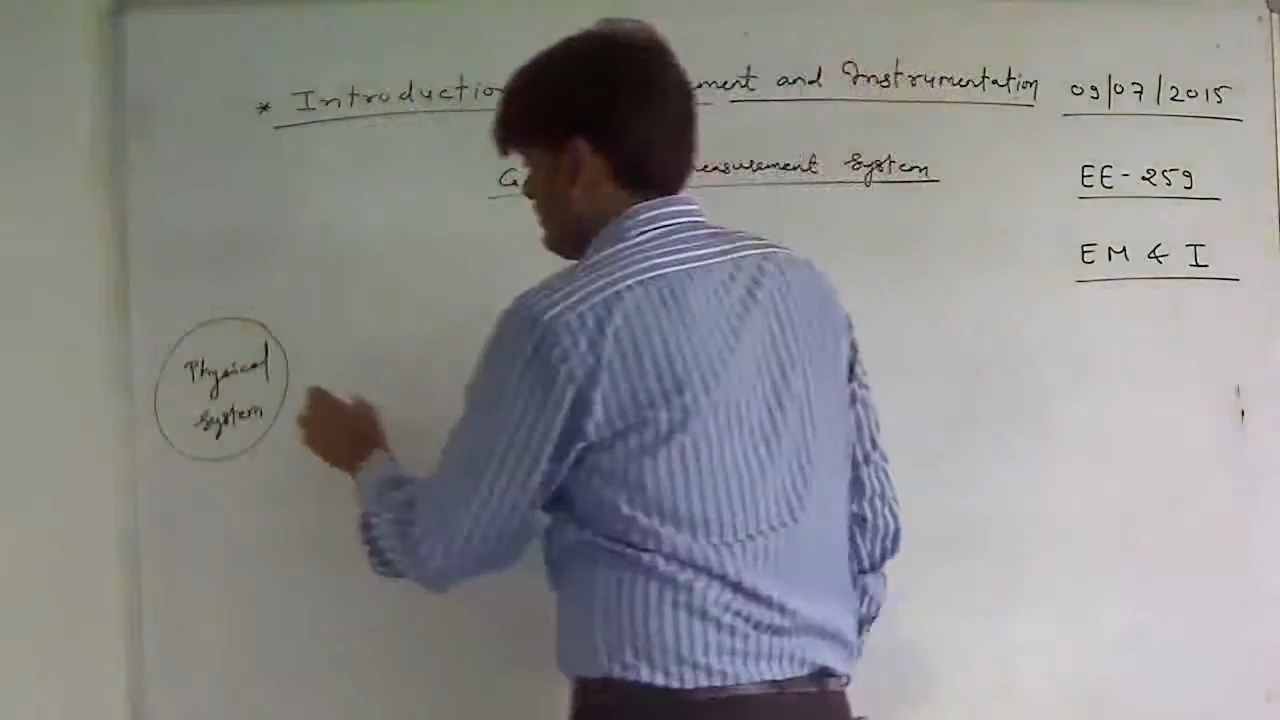 * Introduction ment and Instrumentation 09/07/2015
easurement System
EE-259
EM & I
Physical
System